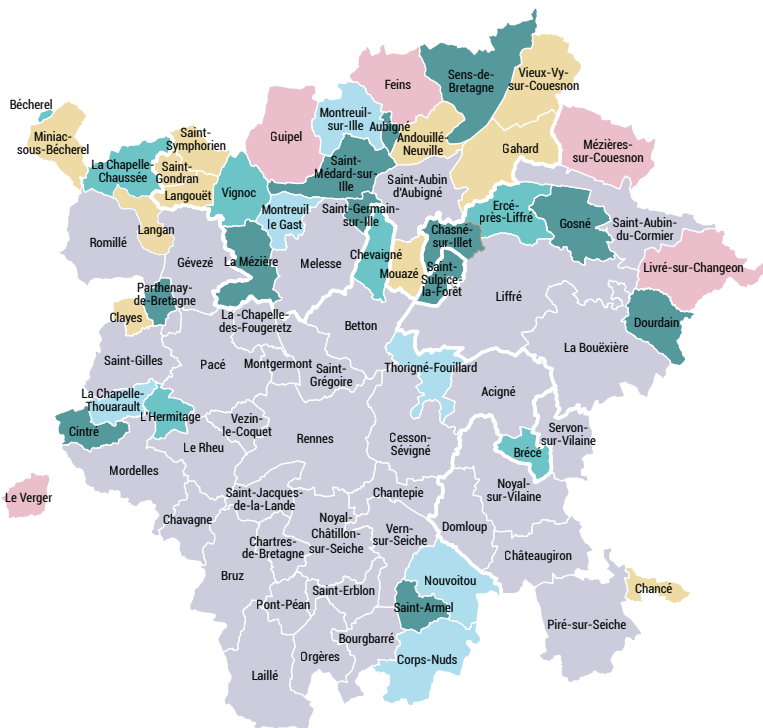 Sens-de-
Bretagne
Vieux-Vy-
sur-Couesnon
Feins
Bécherel
Montreuil-
sur-Ille
Aubigné
Miniac-
sous-Bécherel
Saint-
Symphorien
Guipel
Andouillé-
Neuville
Gahard
Mézières-
sur-Couesnon
La Chapelle-
Chaussée
Saint-
Gondran
Saint-
Médard-sur-
Ille
Saint-Aubin
d'Aubigné
Langouët
Vignoc
Montreuil
le Gast
Saint-Germain-
sur-Ille
Ercé-
près-Liffré
Gosné
Saint-Aubin-
du-Cormier
Romillé
Langan
Chasné-
sur-Illet
Gévezé
La Mézière
Melesse
Chevaigné
Mouazé
Saint-
Sulpice-
la-Forêt
Livré-sur-Changeon
Parthenay-
de-Bretagne
Liffré
Clayes
La -Chapelle-
des-Fougeretz
Betton
Dourdain
La Bouëxière
Saint-Gilles
Pacé
Montgermont
Saint-
Grégoire
Thorigné-Fouillard
Acigné
La Chapelle-
Thouarault
L'Hermitage
Vezin-
le-Coquet
Cintré
Le Rheu
Rennes
Cesson-
Sévigné
Servon-
sur-Vilaine
Brécé
Mordelles
Noyal-
sur-Vilaine
Le Verger
Saint-Jacques-
de-la-Lande
Chantepie
Chavagne
Noyal-
Châtillon-
sur-Seiche
Vern-
sur-Seiche
Domloup
Chartres-
de-Bretagne
Châteaugiron
Bruz
Nouvoitou
Saint-Erblon
Chancé
Pont-Péan
Saint-Armel
Piré-sur-Seiche
Bourgbarré
Orgères
Corps-Nuds
Laillé